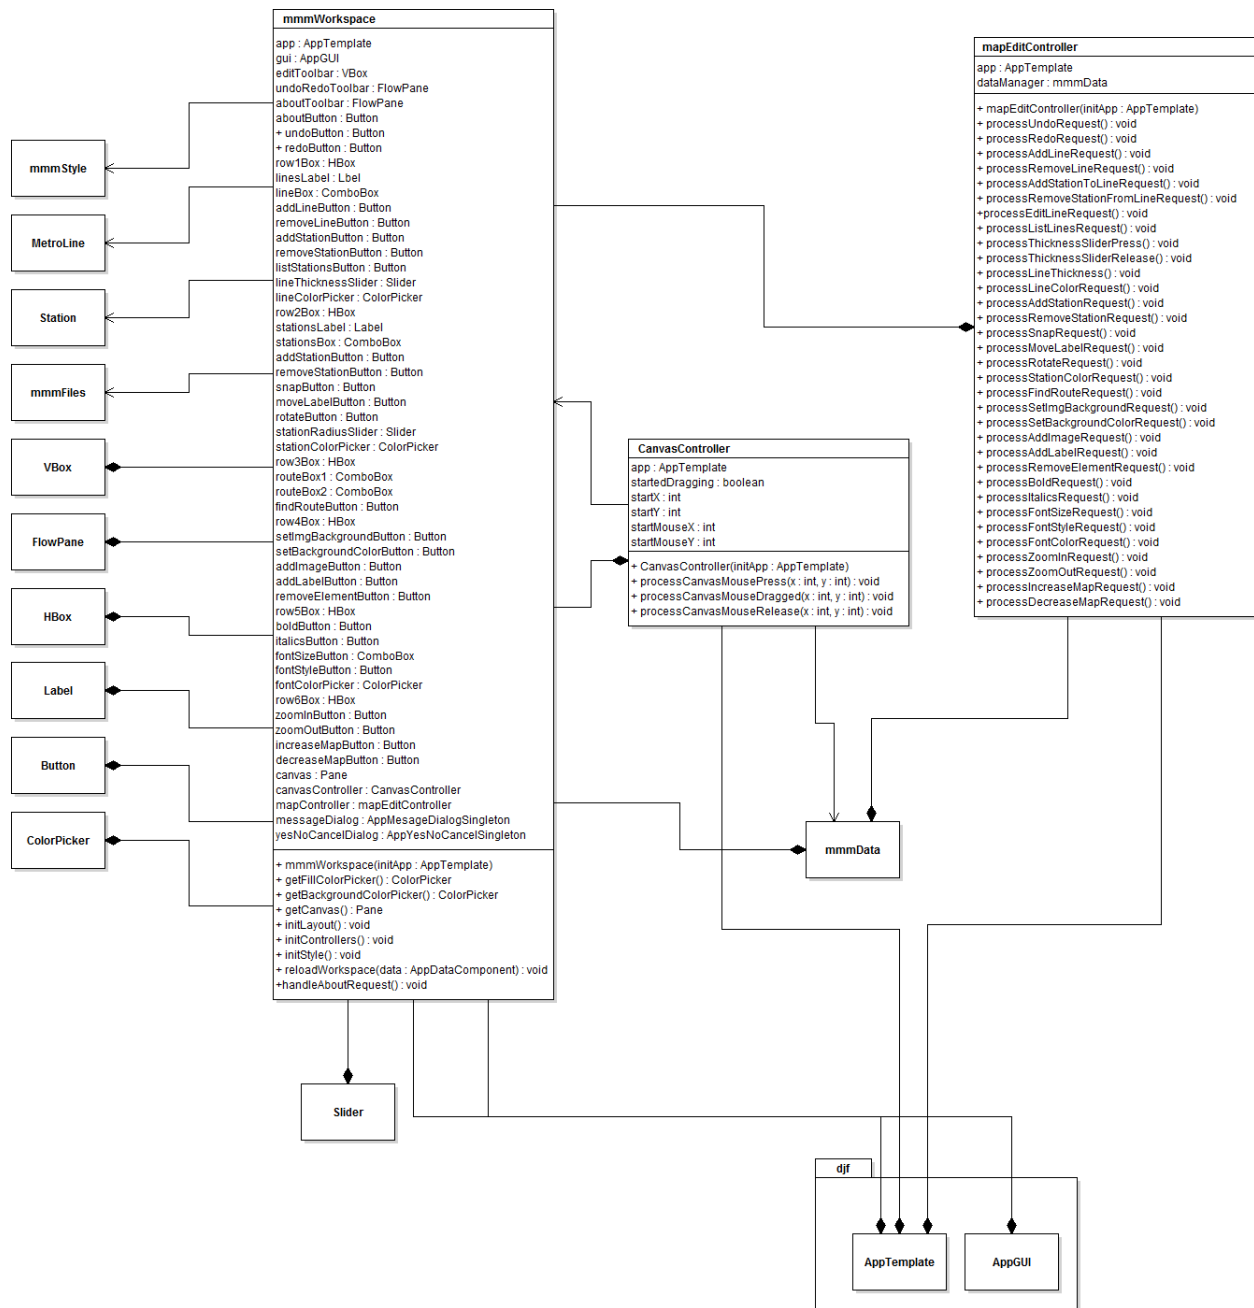 mmmWorkspace
app : AppTemplate
gui : AppGUI
editToolbar : VBox
undoRedoToolbar : FlowPane
aboutToolbar : FlowPane
aboutButton : Button
+ undoButton : Button
+ redoButton : Button
row1Box : HBox
linesLabel : Lbel
lineBox : ComboBox
addLineButton : Button
removeLineButton : Button
addStationButton : Button
removeStationButton : Button
listStationsButton : Button
lineThicknessSlider : Slider
lineColorPicker : ColorPicker
row2Box : HBox
stationsLabel : Label
stationsBox : ComboBox
addStationButton : Button
removeStationButton : Button
snapButton : Button
moveLabelButton : Button
rotateButton : Button
stationRadiusSlider : Slider
stationColorPicker : ColorPicker
row3Box : HBox
routeBox1 : ComboBox
routeBox2 : ComboBox
findRouteButton : Button
row4Box : HBox
setImgBackgroundButton : Button
setBackgroundColorButton : Button
addImageButton : Button
addLabelButton : Button
removeElementButton : Button
row5Box : HBox
boldButton : Button
italicsButton : Button
fontSizeButton : ComboBox
fontStyleButton : Button
fontColorPicker : ColorPicker
row6Box : HBox
zoomInButton : Button
zoomOutButton : Button
increaseMapButton : Button
decreaseMapButton : Button
canvas : Pane
canvasController : CanvasController
mapController : mapEditController
messageDialog : AppMesageDialogSingleton
yesNoCancelDialog : AppYesNoCancelSingleton
+ mmmWorkspace(initApp : AppTemplate)
+ getFillColorPicker() : ColorPicker
+ getBackgroundColorPicker() : ColorPicker
+ getCanvas() : Pane
+ initLayout() : void
+ initControllers() : void
+ initStyle() : void
+ reloadWorkspace(data : AppDataComponent) : void
+handleAboutRequest() : void
mapEditController
app : AppTemplate
dataManager : mmmData
+ mapEditController(initApp : AppTemplate)
+ processUndoRequest() : void
+ processRedoRequest() : void
+ processAddLineRequest() : void
+ processRemoveLineRequest() : void
+ processAddStationToLineRequest() : void
+ processRemoveStationFromLineRequest() : void
+processEditLineRequest() : void
+ processListLinesRequest() : void
+ processThicknessSliderPress() : void
+ processThicknessSliderRelease() : void
+ processLineThickness() : void
+ processLineColorRequest() : void
+ processAddStationRequest() : void
+ processRemoveStationRequest() : void
+ processSnapRequest() : void
+ processMoveLabelRequest() : void
+ processRotateRequest() : void
+ processStationColorRequest() : void
+ processFindRouteRequest() : void
+ processSetImgBackgroundRequest() : void
+ processSetBackgroundColorRequest() : void
+ processAddImageRequest() : void
+ processAddLabelRequest() : void
+ processRemoveElementRequest() : void
+ processBoldRequest() : void
+ processItalicsRequest() : void
+ processFontSizeRequest() : void
+ processFontStyleRequest() : void
+ processFontColorRequest() : void
+ processZoomInRequest() : void
+ processZoomOutRequest() : void
+ processIncreaseMapRequest() : void
+ processDecreaseMapRequest() : void
mmmStyle
MetroLine
Station
mmmFiles
VBox
FlowPane
HBox
Label
Button
ColorPicker
CanvasController
app : AppTemplate
startedDragging : boolean
startX : int
startY : int
startMouseX : int
startMouseY : int
+ CanvasController(initApp : AppTemplate)
+ processCanvasMousePress(x : int, y : int) : void
+ processCanvasMouseDragged(x : int, y : int) : void
+ processCanvasMouseRelease(x : int, y : int) : void
mmmData
Slider
djf
AppTemplate
AppGUI